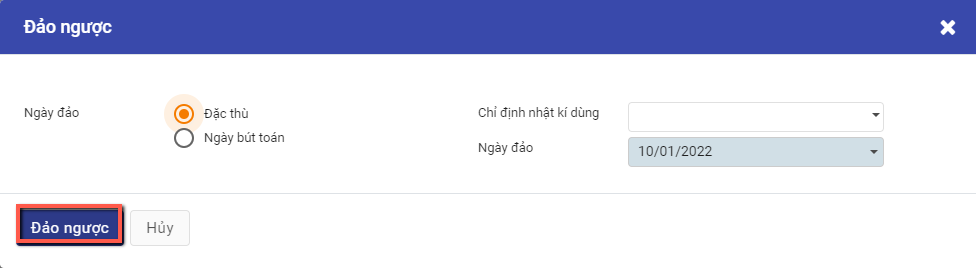 Đảo ngược
Ngày đảo
Đặc thù
Ngày bút toán
Chỉ định nhật kí dùng
Ngày đảo
10/01/2022
Đảo ngược
Hủy